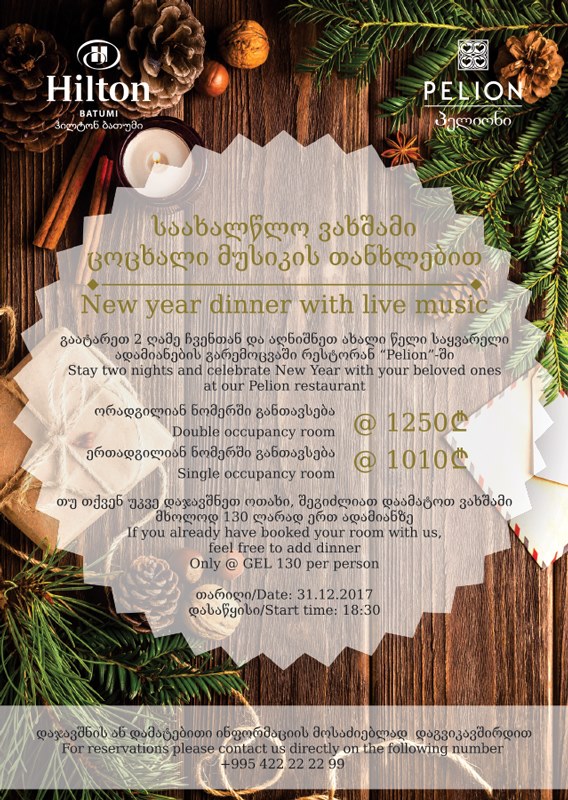 Hilton
BATUMI
ჰილტონ ბათუმი
PELION
პელიონი
საახალწლო ვახშამი
ცოცხალი მუსიკის თანხლებით
New year dinner with live music
გაატარეთ 2 ღამე ჩვენთან და აღნიშნეთ ახალი წელი საყვარელი
ადამიანების გარემოცვაში რესტორან “Pelion”-ში
Stay two nights and celebrate New Year with your beloved ones
at our Pelion restaurant
ორადგილიან ნომერში განთავსება
Double occupancy room
@ 1250₾
ერთადგილიან ნომერში განთავსება
Single occupancy room
@ 1010₾
თუ თქვენ უკვე დაჯავშნეთ ოთახი, შეგიძლიათ დაამატოთ ვახშამი
მხოლოდ 130 ლარად ერთ ადამიანზე
If you already have booked your room with us,
feel free to add dinner
Only @ GEL 130 per person
თარიღი/Date: 31.12.2017
დასაწყისი/Start time: 18:30
დაჯავშნის ან დამატებითი ინფორმაციის მოსაძიებლად დაგვიკავშირდით
For reservations please contact us directly on the following number
+995 422 22 22 99